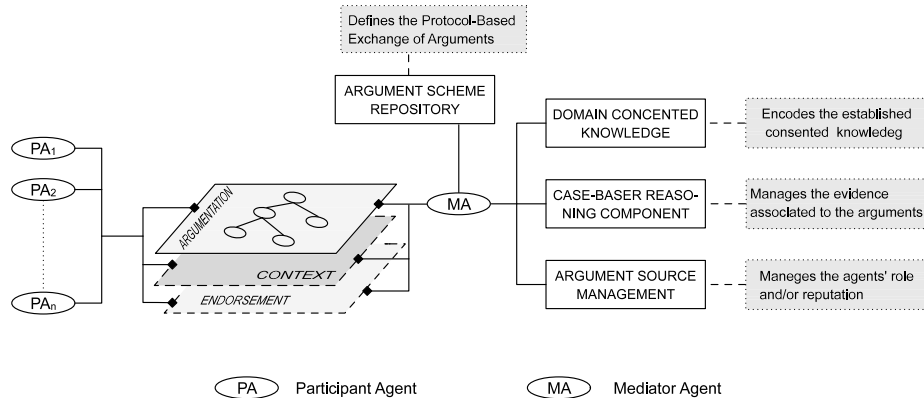 Defines the Protocol-Based
Exchange of Arguments
ARGUMENT SCHEME
REPOSITORY
DOMAIN CONCENTED
KNOWLEDGE
Encodes the established
consented knowledeg
PA1
PA2
PAn
ARGUMENTATION
CONTEXT
ENDORSEMENT
MA
CASE-BASER REASO-
NING COMPONENT
Manages the evidence
associated to the arguments
ARGUMENT SOURCE
MANAGEMENT
Maneges the agents' role
and/or reputation
PA Participant Agent
MA Mediator Agent